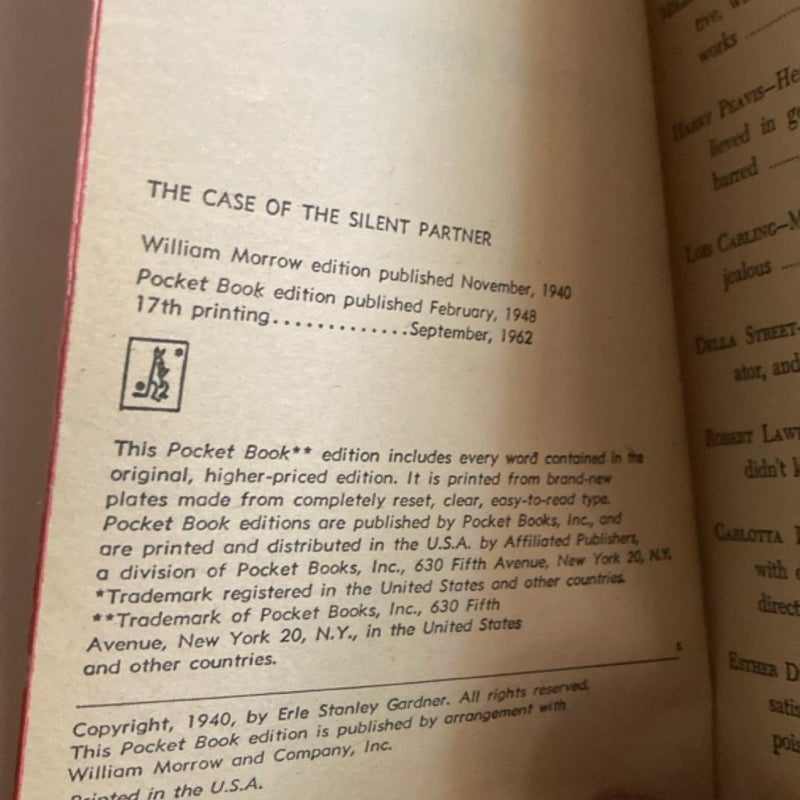 THE CASE OF THE SILENT PARTNER
William Morrow edition published November, 1940
Pocket Book edition published February, 1948
17th printing.............September, 1962
This Pocket Book** edition includes every word contained in the
original, higher-priced edition. It is printed from brand-new
plates made from completely reset, clear, easy-to-read type.
Pocket Book editions are published by Pocket Books, Inc., and
are printed and distributed in the U.S.A. by Affiliated Publishers,
a division of Pocket Books, Inc., 630 Fifth Avenue, New York 20, N.Y.
*Trademark registered in the United States and other countries.
**Trademark of Pocket Books, Inc., 630 Fifth
Avenue, New York 20, N.Y., in the United States
and other countries.
Copyright, 1940, by Erle Stanley Gardner. All rights reserved.
This Pocket Book edition is published by arrangement with
William Morrow and Company, Inc.
Printed in the U.S.A.
tive,
works
HARRY PEAVIS—He
lieved in
barred
LOIS CARLING—M
jealous
DELLA STREET—
ator, and
ROBERT LAW
didn't
CARLOTTA
with
direct
ESTHER D
satis
pois